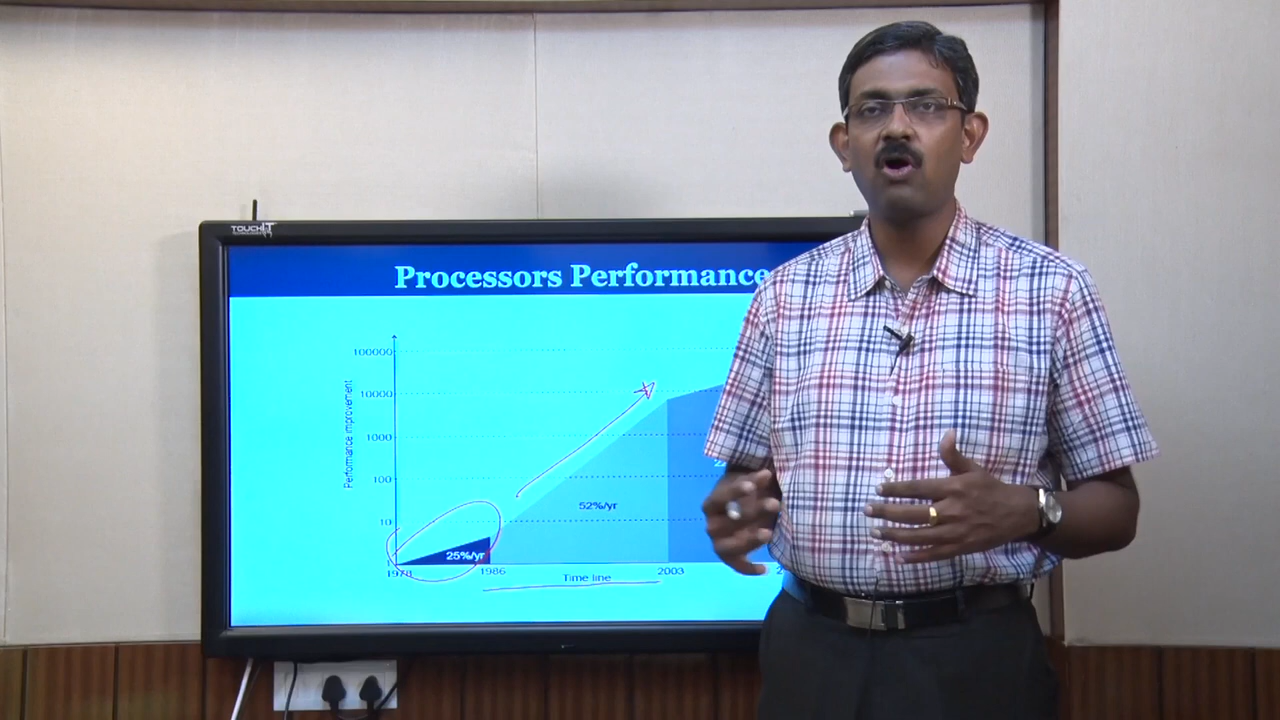 TOUCHIT
Processors Performance
100000
10000
1000
100
10
Performance improvement
52%/yr
25%/yr
1978
1986
2003
Time line